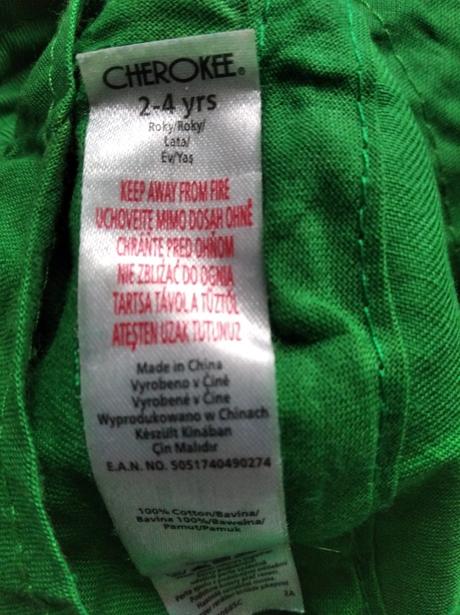 CHEROKEE®
2-4 yrs
Roky/Roky/
Lata/
Ev/Yaş
KEEP AWAY FROM FIRE
UCHOVEJTE MIMO DOSAH OHNĚ
CHRÁŇTE PRED OHŇOM
NIE ZBLIŻAĆ DO OGNIA
TARTSA TÁVOL A TŰZTŐL
ATEŞTEN UZAK TUTUNUZ
Made in China
Vyrobeno v Číně
Vyrobené v Číne
Wyprodukowano w Chinach
Készült Kínában
Çin Malıdır
E.A.N. NO. 5051740490274
100% Cotton/Bavlna/
Bavlna 100%/Bawełna/
Pamut/Pamuk
2A